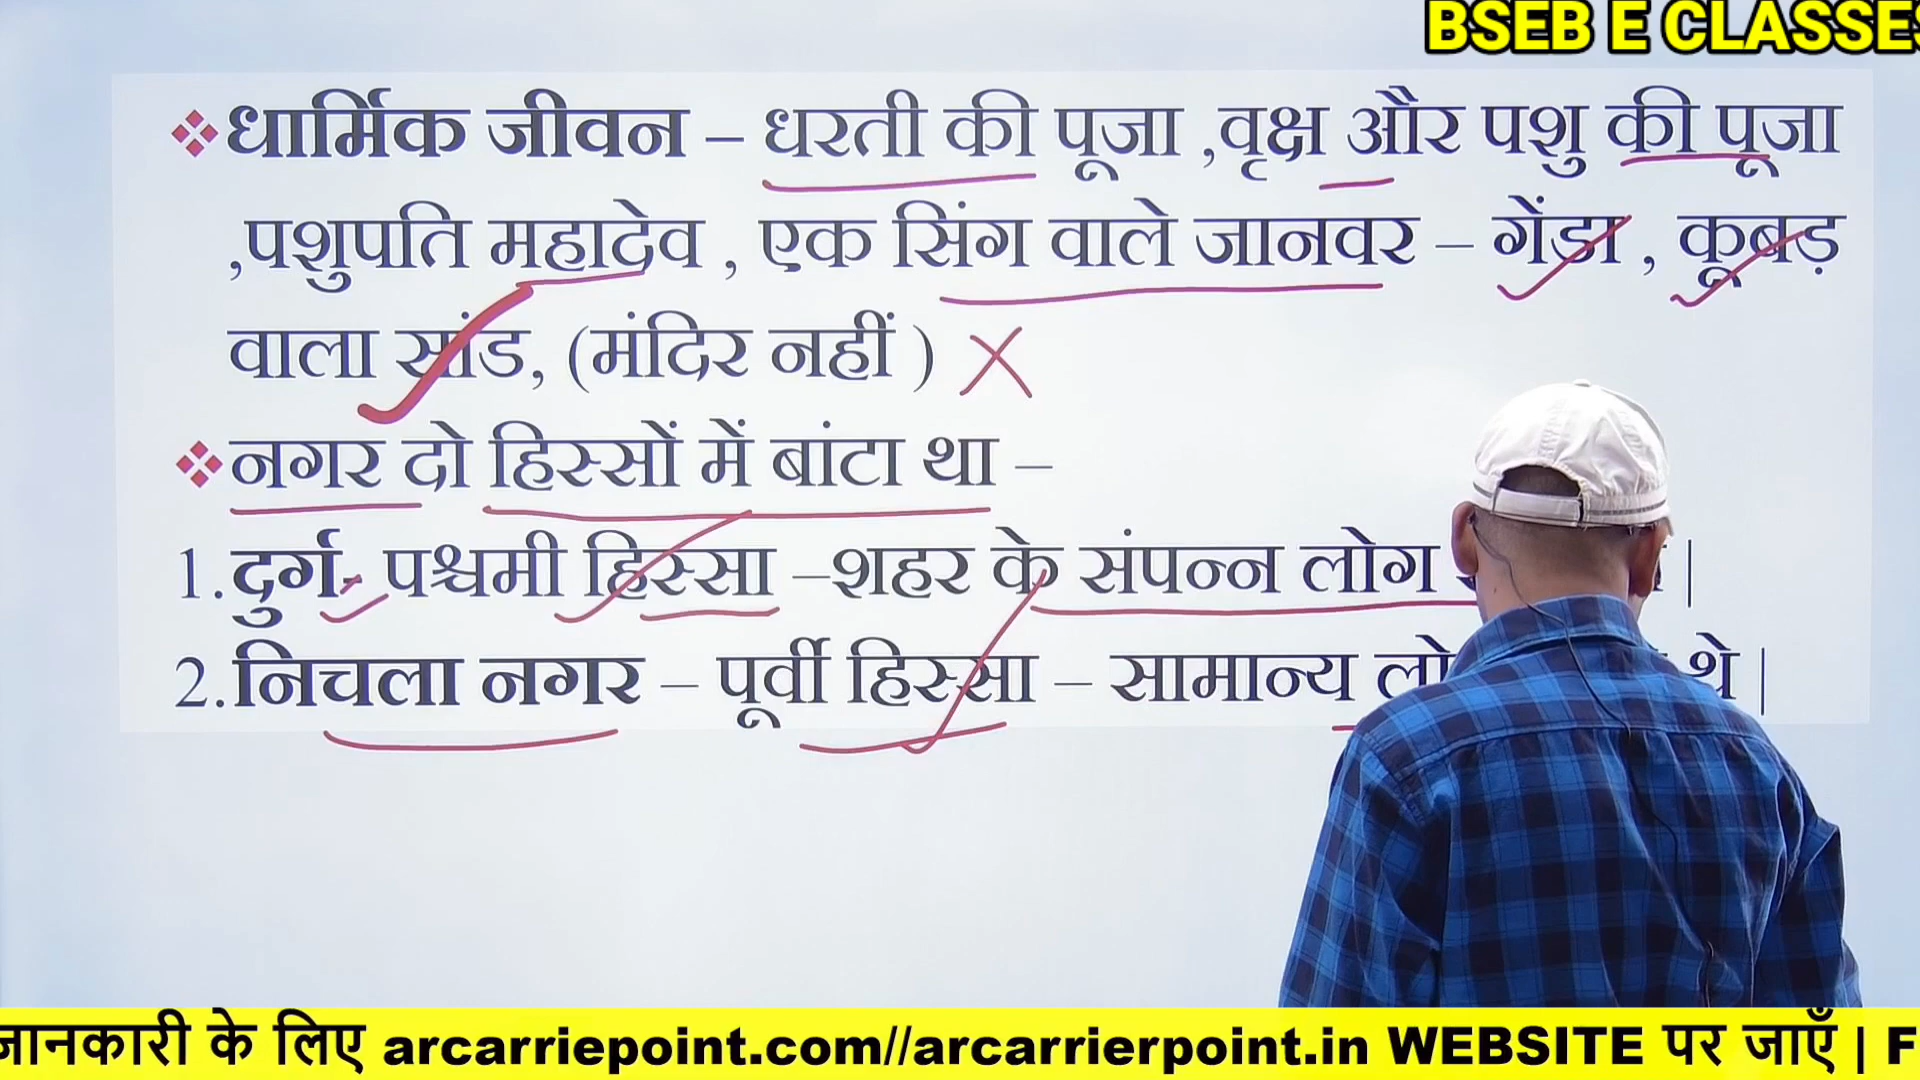 BSEB E CLASSES
❖धार्मिक जीवन – धरती की पूजा ,वृक्ष और पशु की पूजा
,पशुपति महादेव , एक सिंग वाले जानवर – गेंडा , कूबड़
वाला सांड, (मंदिर नहीं )
❖नगर दो हिस्सों में बांटा था –
1.दुर्ग- पश्चमी हिस्सा –शहर के संपन्न लोग |
2.निचला नगर – पूर्वी हिस्सा – सामान्य थे |
जानकारी के लिए arcarriepoint.com//arcarrierpoint.in WEBSITE पर जाएँ | F